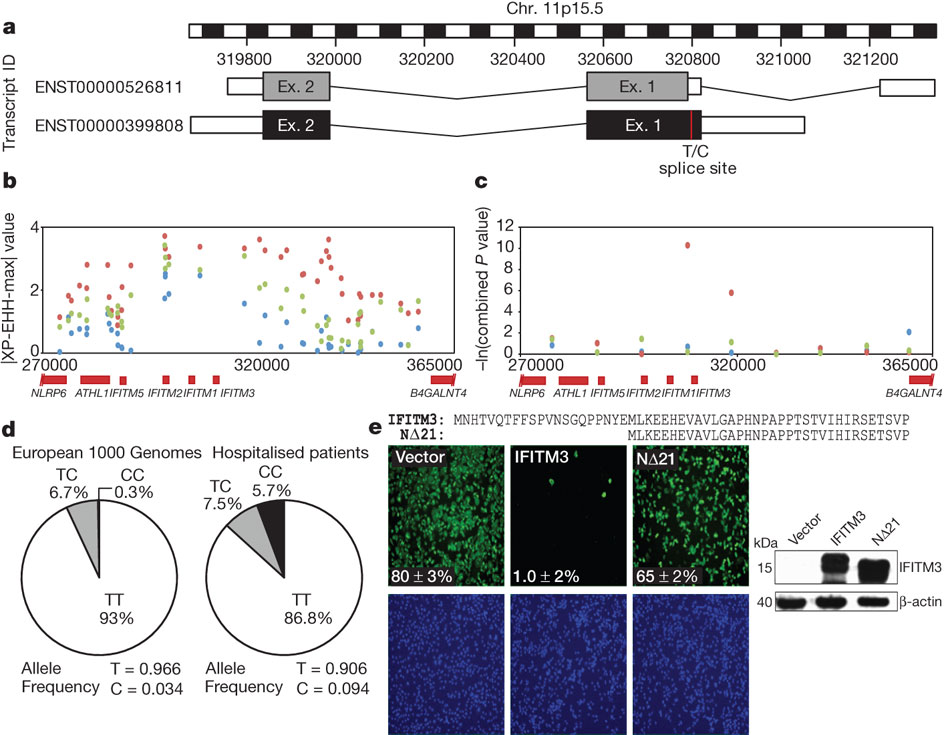 a
Chr. 11p15.5
319800 320000 320200 320400 320600 320800 321000 321200
Transcript ID
ENST00000526811
Ex. 2
Ex. 1
ENST00000399808
Ex. 2
Ex. 1
T/C
splice site
b
|XP-EHH-max| value
4
2
0
270000 320000 365000
NLRP6 ATHL1 IFITM5 IFITM2 IFITM1 IFITM3 B4GALNT4
c
–ln(combined P value)
12
10
8
6
4
2
0
270000 320000 365000
NLRP6 ATHL1 IFITM5 IFITM2 IFITM1 IFITM3 B4GALNT4
d
European 1000 Genomes
TC
6.7%
CC
0.3%
TT
93%
Allele T = 0.966
Frequency C = 0.034
Hospitalised patients
TC
7.5%
CC
5.7%
TT
86.8%
Allele T = 0.906
Frequency C = 0.094
e
IFITM3: MNHTVQTFFSPVNSGQPPNYEMLKEEHEVAVLGAPHNPAPPTSTVIHIRSETSVP
NΔ21: MLKEEHEVAVLGAPHNPAPPTSTVIHIRSETSVP
Vector
80 ± 3%
IFITM3
1.0 ± 2%
NΔ21
65 ± 2%
Vector IFITM3 NΔ21
kDa
15 IFITM3
40 β-actin